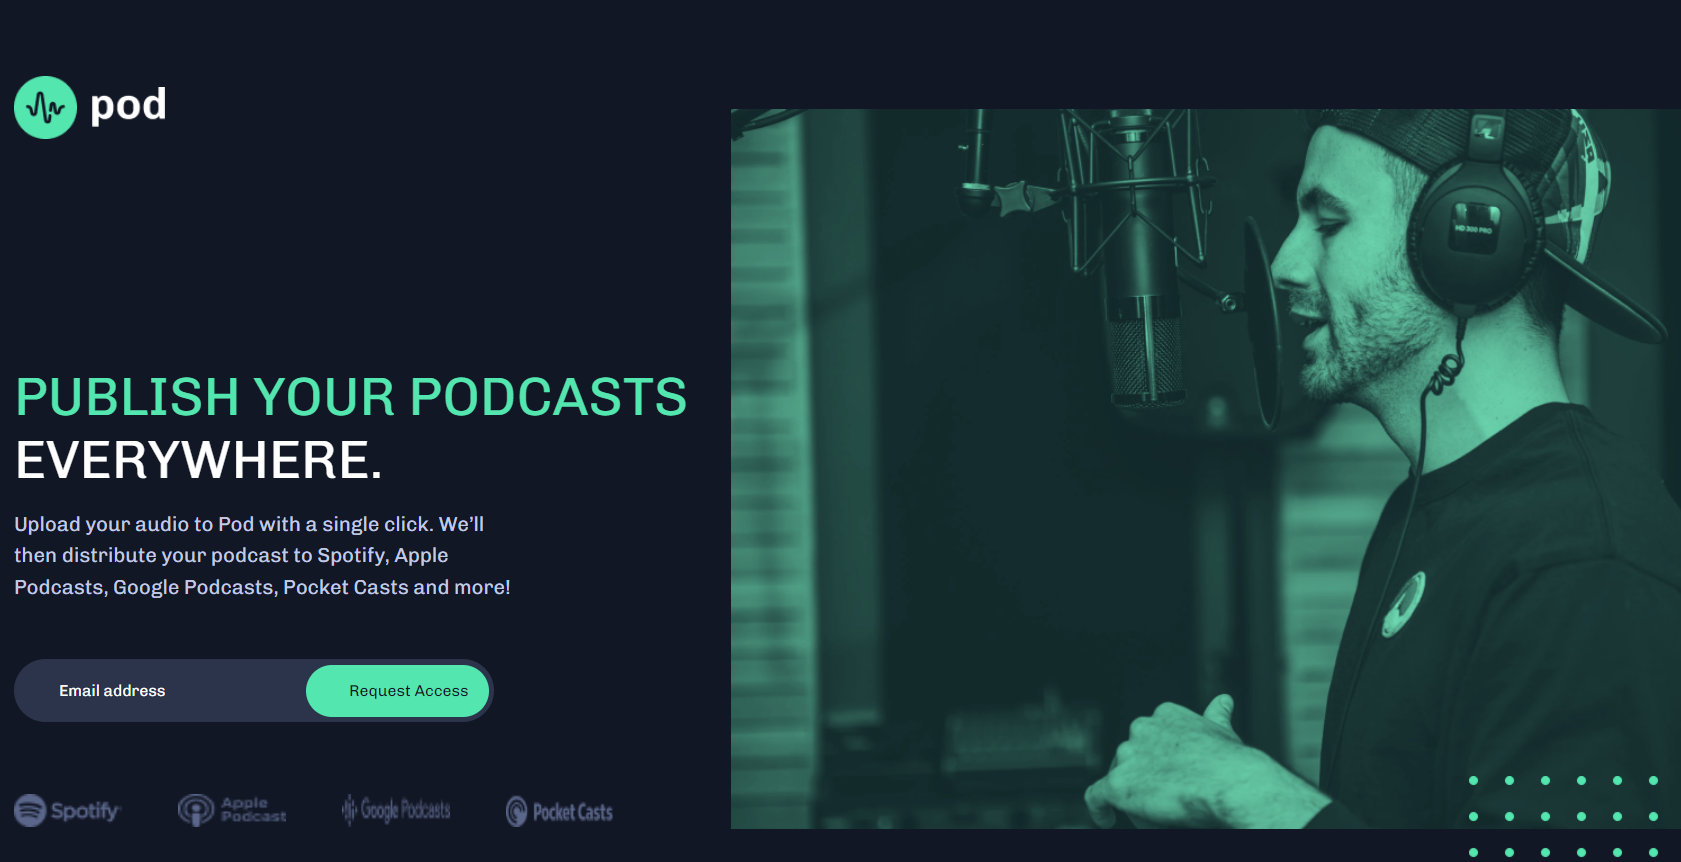 pod
PUBLISH YOUR PODCASTS
EVERYWHERE.
Upload your audio to Pod with a single click. We’ll
then distribute your podcast to Spotify, Apple
Podcasts, Google Podcasts, Pocket Casts and more!
Email address
Request Access
Spotify
Apple
Podcast
Google Podcasts
Pocket Casts
HD 300 PRO